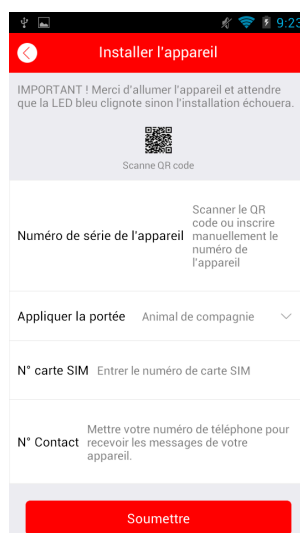 9:23
Installer l'appareil
IMPORTANT ! Merci d'allumer l'appareil et attendre
que la LED bleu clignote sinon l'installation échouera.
Scanne QR code
Numéro de série de l'appareil
Scanner le QR
code ou inscrire
manuellement le
numéro de
l'appareil
Appliquer la portée Animal de compagnie
N° carte SIM Entrer le numéro de carte SIM
N° Contact
Mettre votre numéro de téléphone pour
recevoir les messages de votre
appareil.
Soumettre